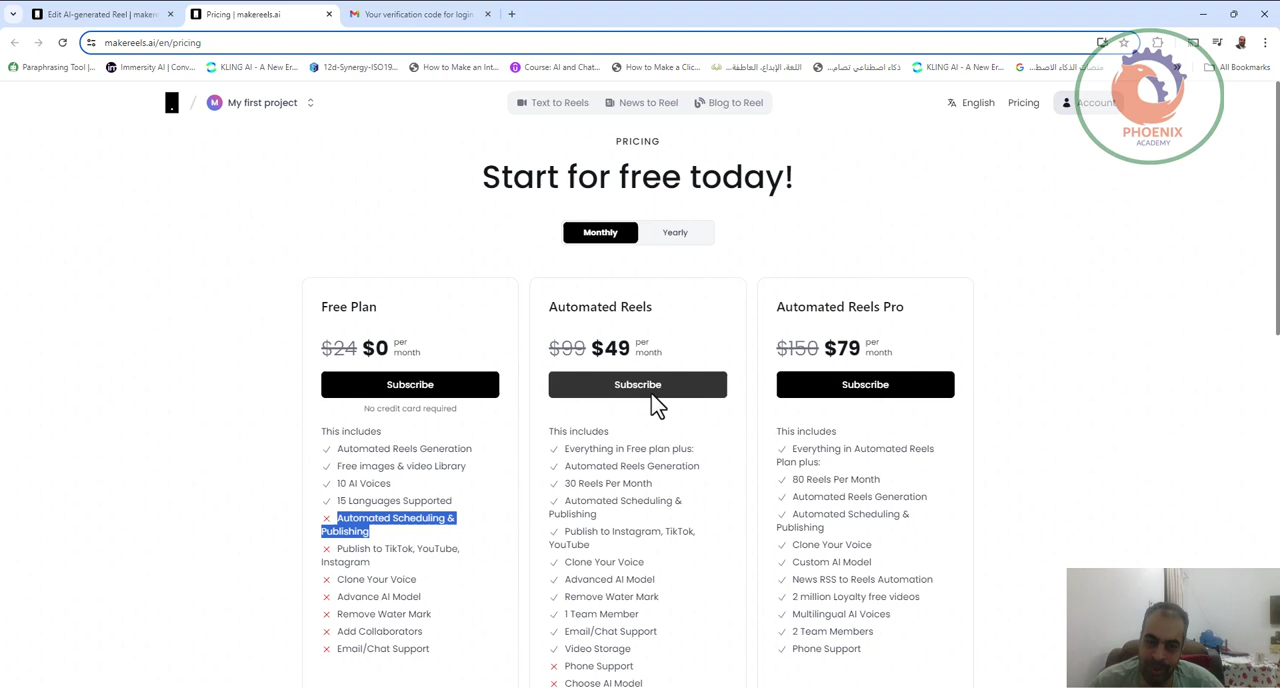 Edit AI-generated Reel | maker
Pricing | makereels.ai
Your verification code for login
makereels.ai/en/pricing
Paraphrasing Tool |...
Immersity AI | Conv...
KLING AI - A New Er...
12d-Synergy-ISO19...
How to Make an Int...
Course: AI and Chat...
How to Make a Clic...
اللغة، الإبداع، العاطفة...
ذكاء اصطناعي تصام...
KLING AI - A New Er...
منصات الذكاء الاصط...
All Bookmarks
M My first project
Text to Reels
News to Reel
Blog to Reel
English
Pricing
Account
PHOENIX
ACADEMY
PRICING
Start for free today!
Monthly
Yearly
Free Plan
$24 $0 per month
Subscribe
No credit card required
This includes
Automated Reels Generation
Free images & video Library
10 AI Voices
15 Languages Supported
Automated Scheduling &
Publishing
Publish to TikTok, YouTube,
Instagram
Clone Your Voice
Advance AI Model
Remove Water Mark
Add Collaborators
Email/Chat Support
Automated Reels
$99 $49 per month
Subscribe
This includes
Everything in Free plan plus:
Automated Reels Generation
30 Reels Per Month
Automated Scheduling &
Publishing
Publish to Instagram, TikTok,
YouTube
Clone Your Voice
Advanced AI Model
Remove Water Mark
1 Team Member
Email/Chat Support
Video Storage
Phone Support
Choose AI Model
Automated Reels Pro
$150 $79 per month
Subscribe
This includes
Everything in Automated Reels
Plan plus:
80 Reels Per Month
Automated Reels Generation
Automated Scheduling &
Publishing
Clone Your Voice
Custom AI Model
News RSS to Reels Automation
2 million Loyalty free videos
Multilingual AI Voices
2 Team Members
Phone Support